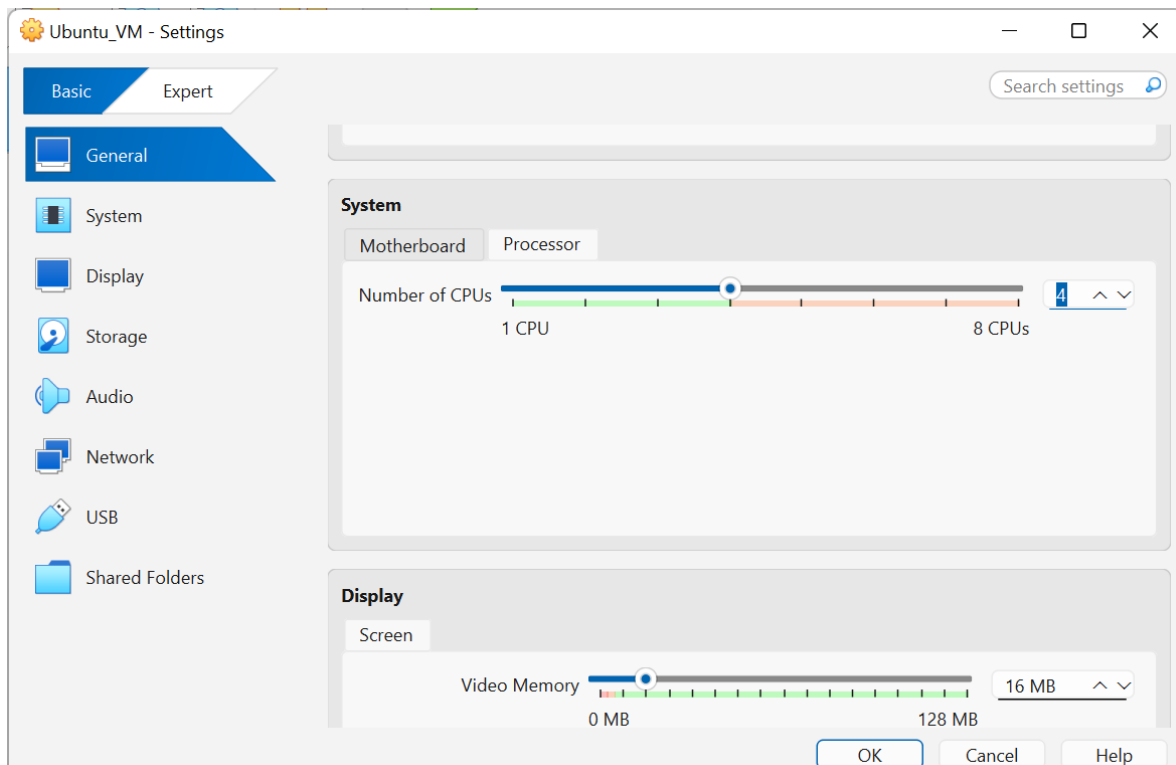 Ubuntu_VM - Settings
Basic
Expert
Search settings
General
System
Display
Storage
Audio
Network
USB
Shared Folders
System
Motherboard
Processor
Number of CPUs
4
1 CPU
8 CPUs
Display
Screen
Video Memory
16 MB
0 MB
128 MB
OK
Cancel
Help